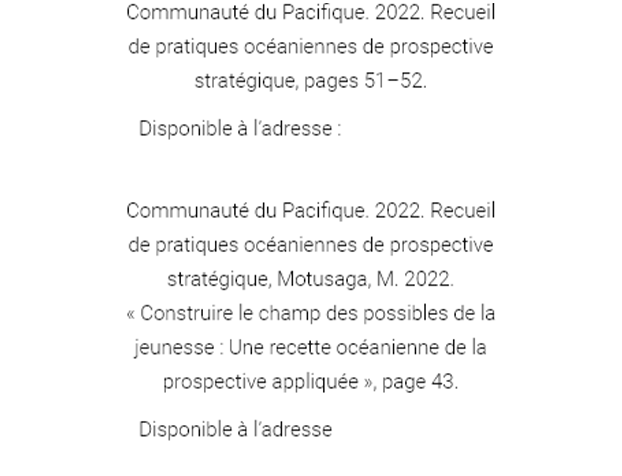 Communauté du Pacifique. 2022. Recueil
de pratiques océaniennes de prospective
stratégique, pages 51–52.
Disponible à l’adresse :
Communauté du Pacifique. 2022. Recueil
de pratiques océaniennes de prospective
stratégique, Motusaga, M. 2022.
« Construire le champ des possibles de la
jeunesse : Une recette océanienne de la
prospective appliquée », page 43.
Disponible à l’adresse